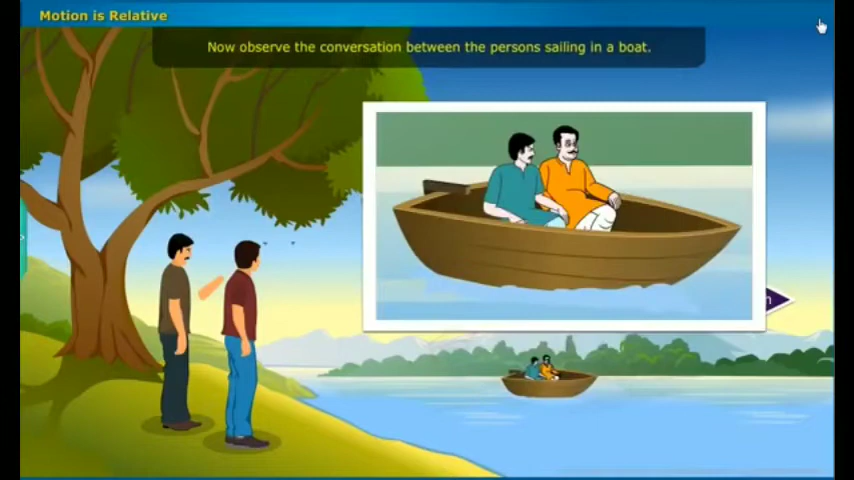 Motion is Relative
Now observe the conversation between the persons sailing in a boat.